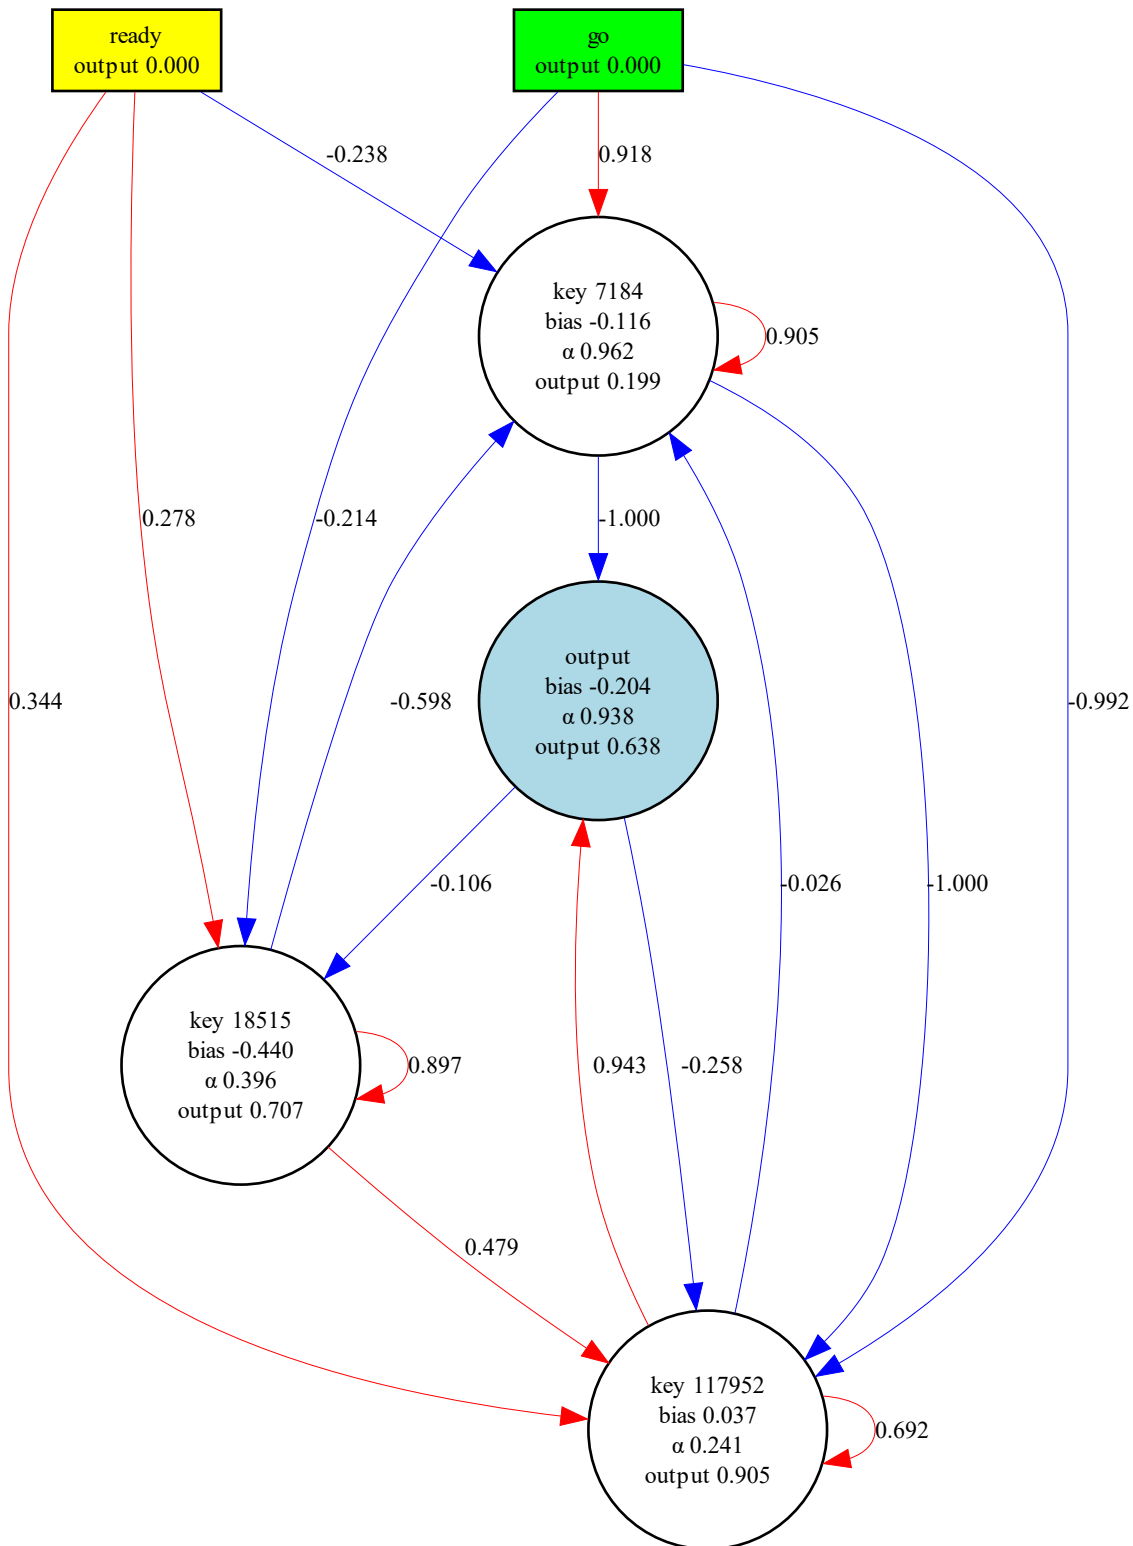 ready
output 0.000
go
output 0.000
-0.238
0.918
key 7184
bias -0.116
α 0.962
output 0.199
0.905
0.278
-0.214
-1.000
output
bias -0.204
α 0.938
output 0.638
0.344
-0.598
-0.992
-0.106
-0.026
-1.000
key 18515
bias -0.440
α 0.396
output 0.707
0.897
0.943
-0.258
0.479
key 117952
bias 0.037
α 0.241
output 0.905
0.692